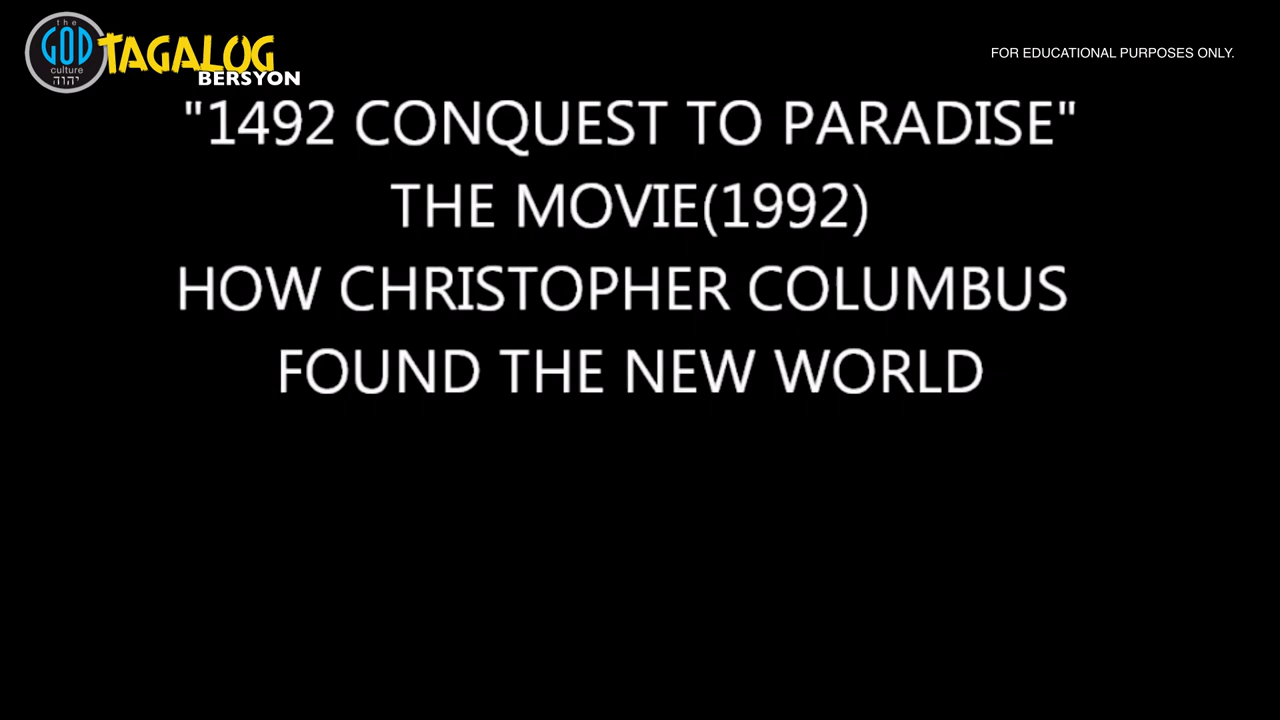 the
GOD
culture
יהוה
TAGALOG
BERSYON
FOR EDUCATIONAL PURPOSES ONLY.
"1492 CONQUEST TO PARADISE"
THE MOVIE(1992)
HOW CHRISTOPHER COLUMBUS
FOUND THE NEW WORLD